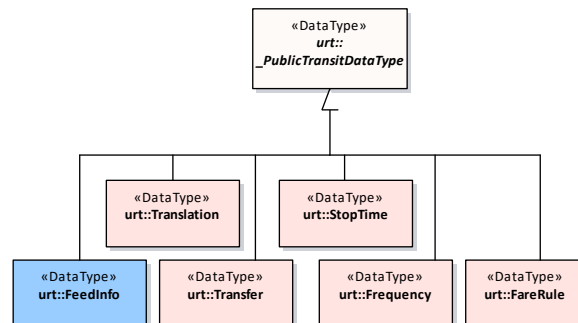 «DataType»
urt::
_PublicTransitDataType
«DataType»
urt::Translation
«DataType»
urt::StopTime
«DataType»
urt::FeedInfo
«DataType»
urt::Transfer
«DataType»
urt::Frequency
«DataType»
urt::FareRule